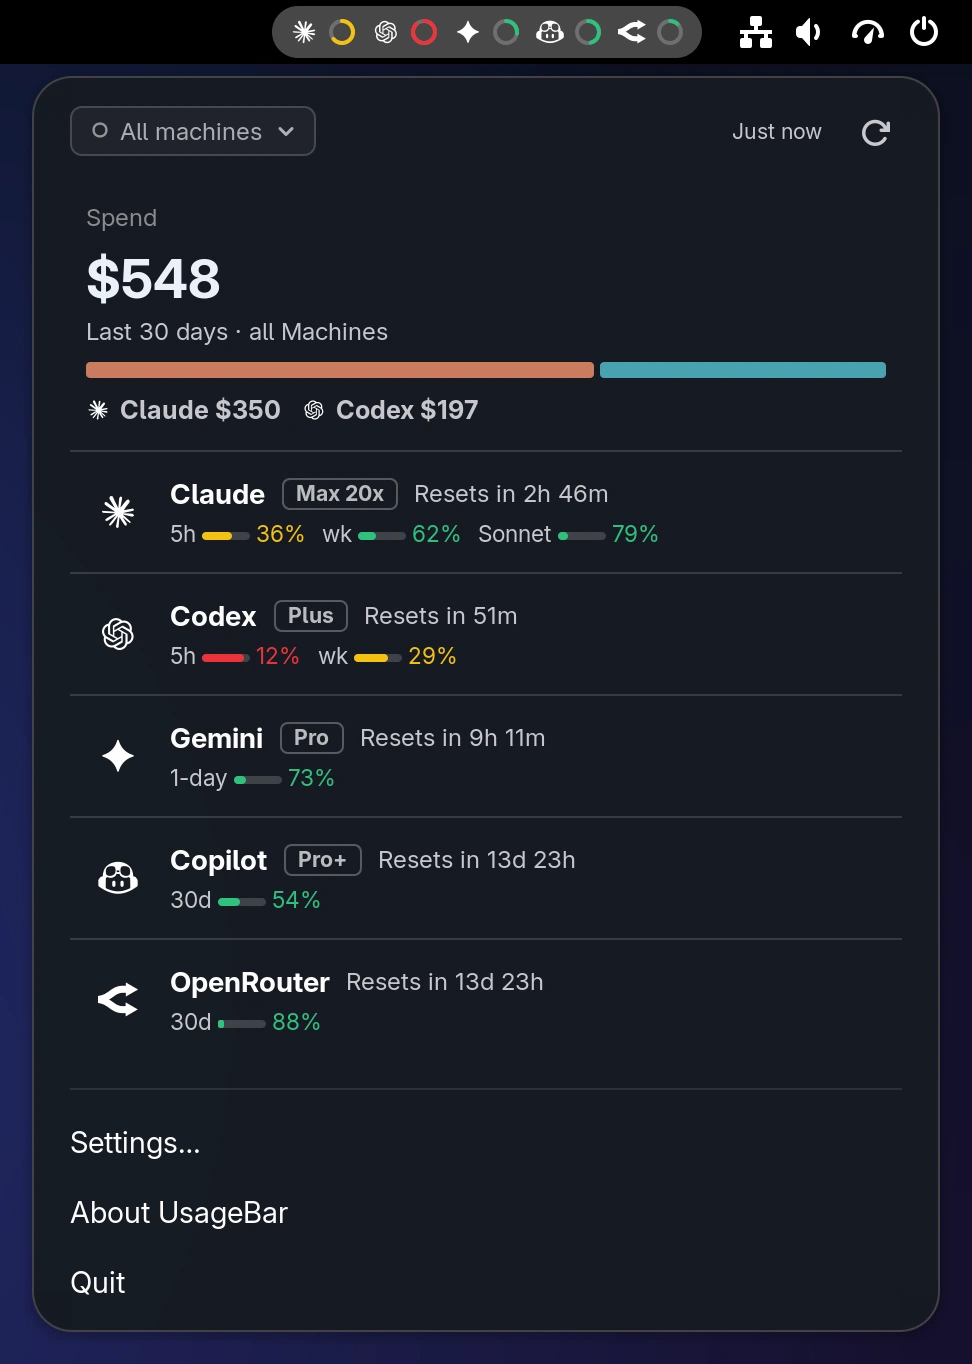 All machines
Just now
Spend
$548
Last 30 days · all Machines
Claude $350 Codex $197
Claude Max 20x Resets in 2h 46m
5h 36% wk 62% Sonnet 79%
Codex Plus Resets in 51m
5h 12% wk 29%
Gemini Pro Resets in 9h 11m
1-day 73%
Copilot Pro+ Resets in 13d 23h
30d 54%
OpenRouter Resets in 13d 23h
30d 88%
Settings...
About UsageBar
Quit